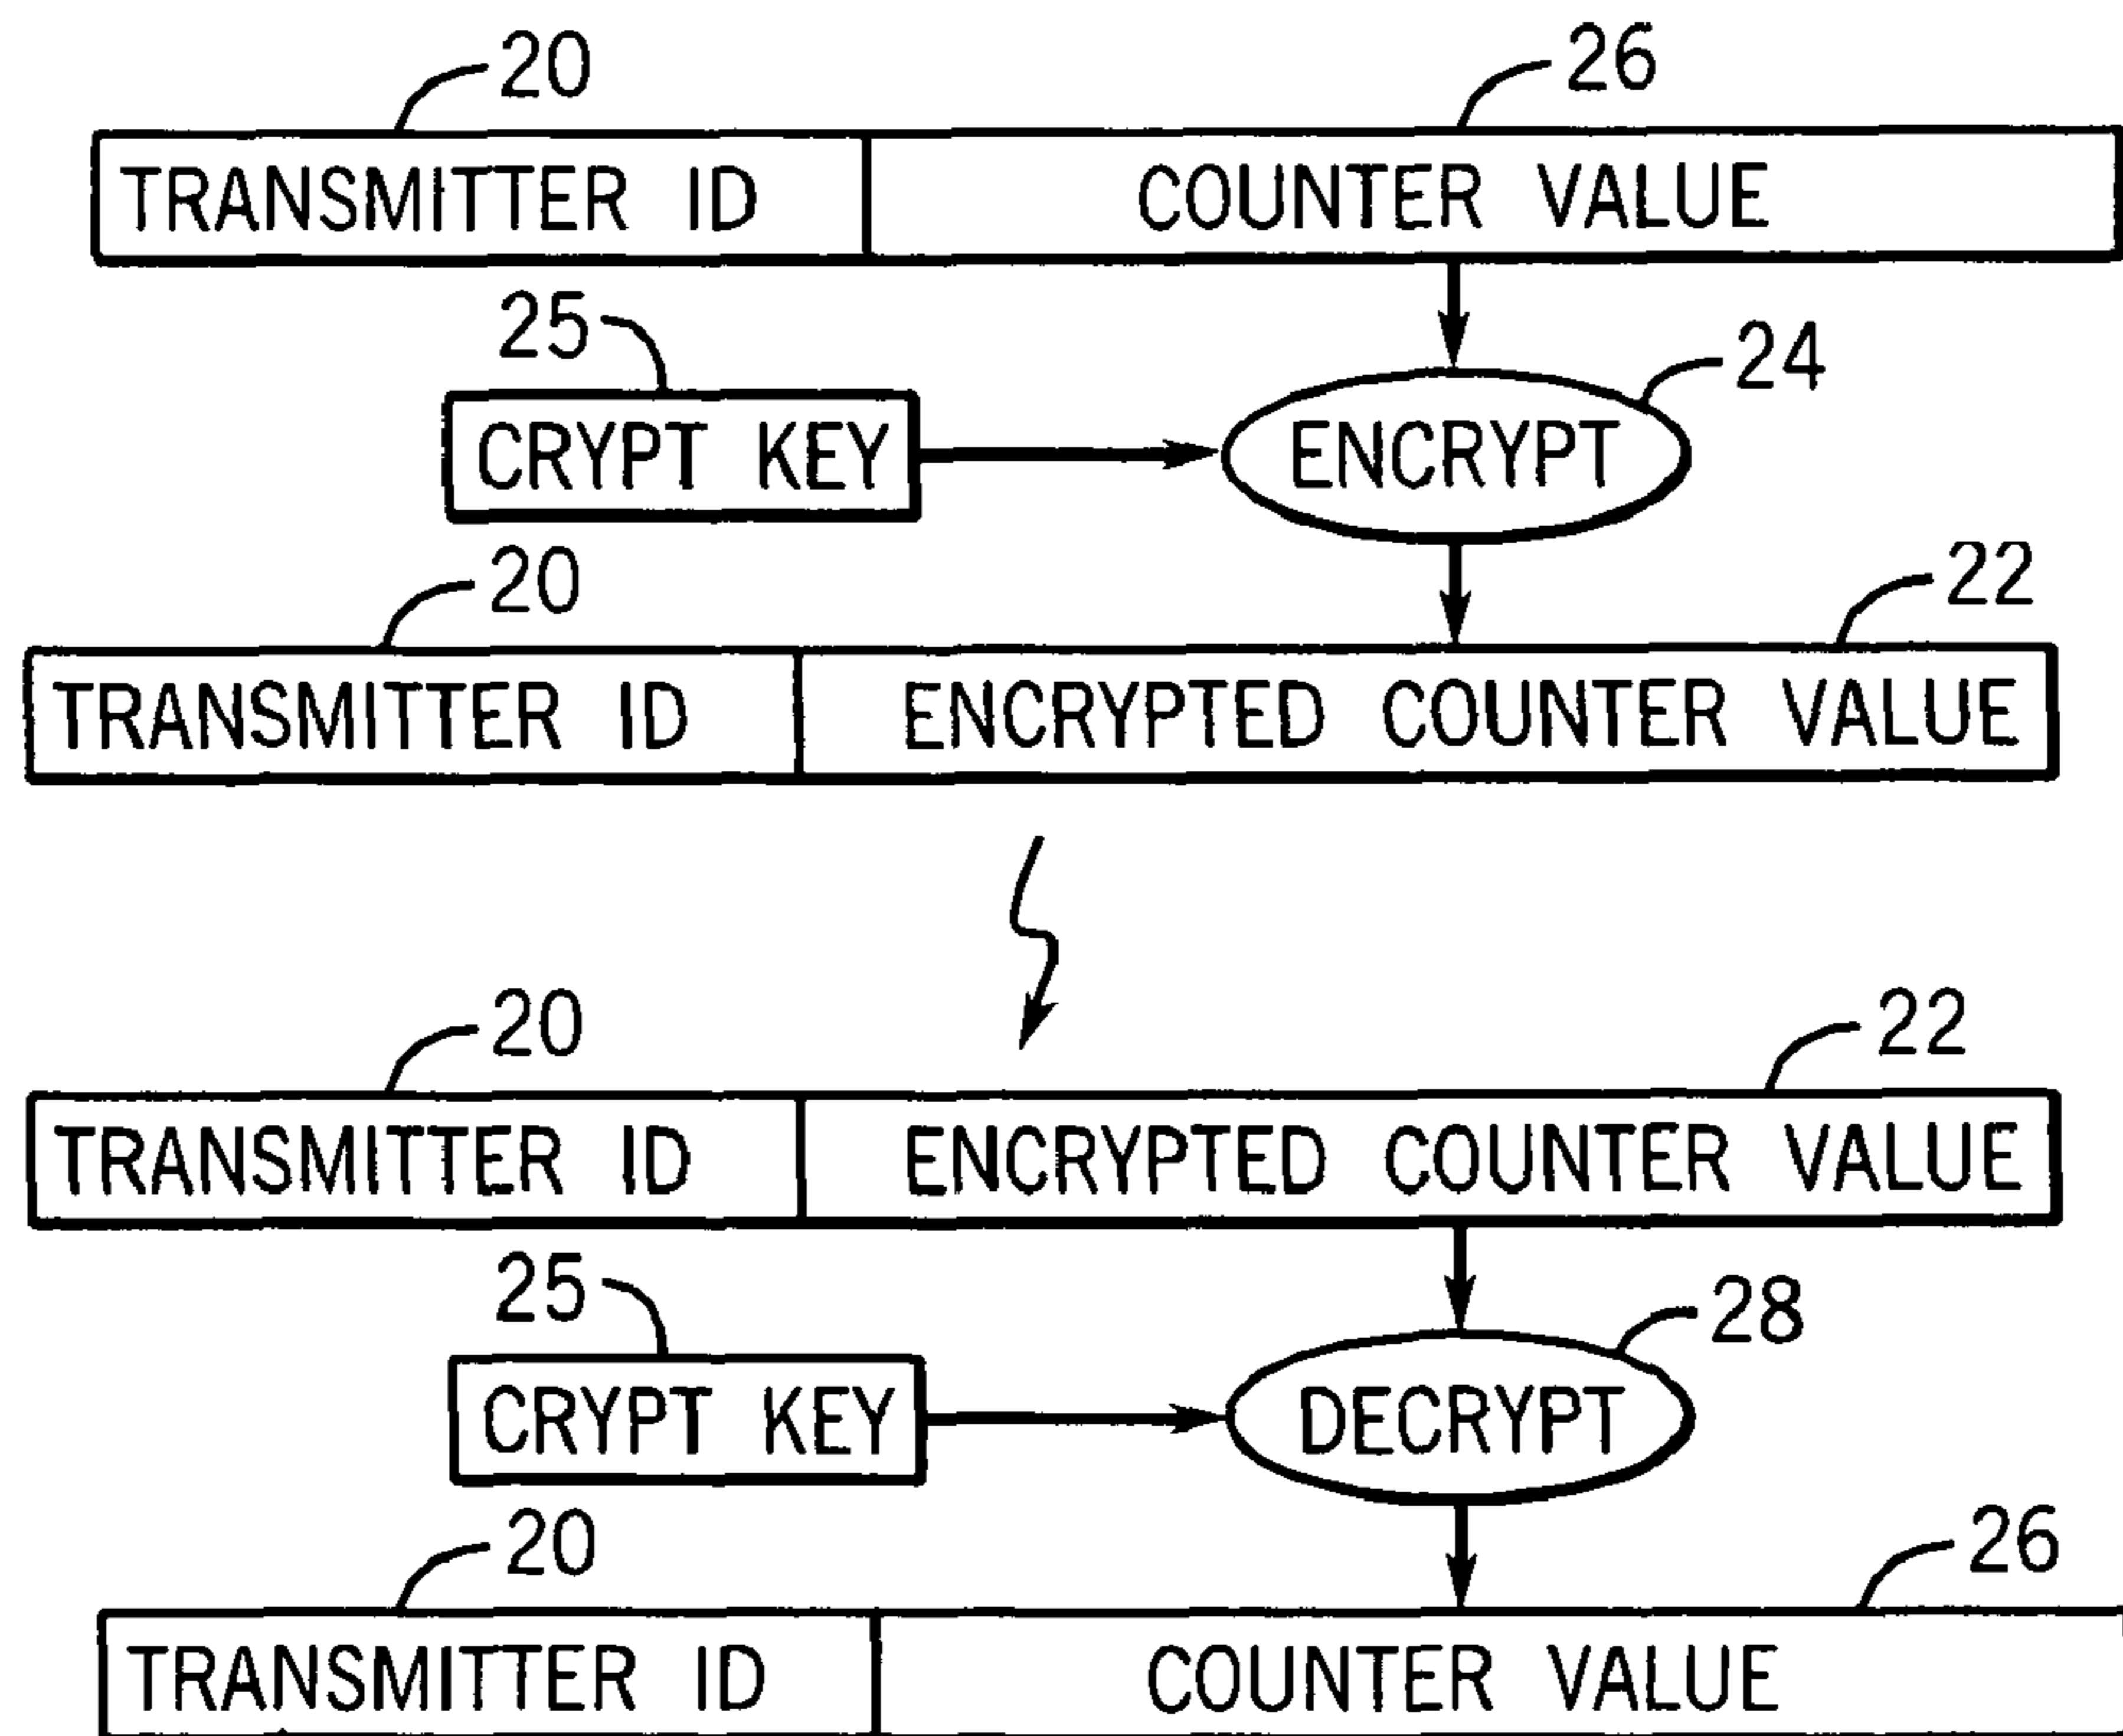 20 26
TRANSMITTER ID COUNTER VALUE
25 24
CRYPT KEY ENCRYPT
20 22
TRANSMITTER ID ENCRYPTED COUNTER VALUE
20 22
TRANSMITTER ID ENCRYPTED COUNTER VALUE
25 28
CRYPT KEY DECRYPT
20 26
TRANSMITTER ID COUNTER VALUE